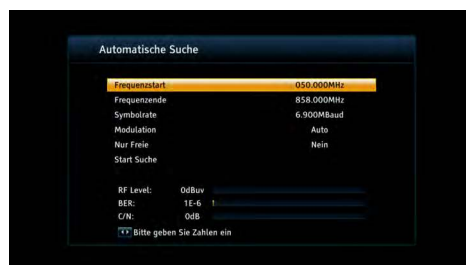 Automatische Suche
Frequenzstart 050.000MHz
Frequenzende 858.000MHz
Symbolrate 6.900MBaud
Modulation Auto
Nur Freie Nein
Start Suche
RF Level: 0dBuv
BER: 1E-6
C/N: 0dB
Bitte geben Sie Zahlen ein